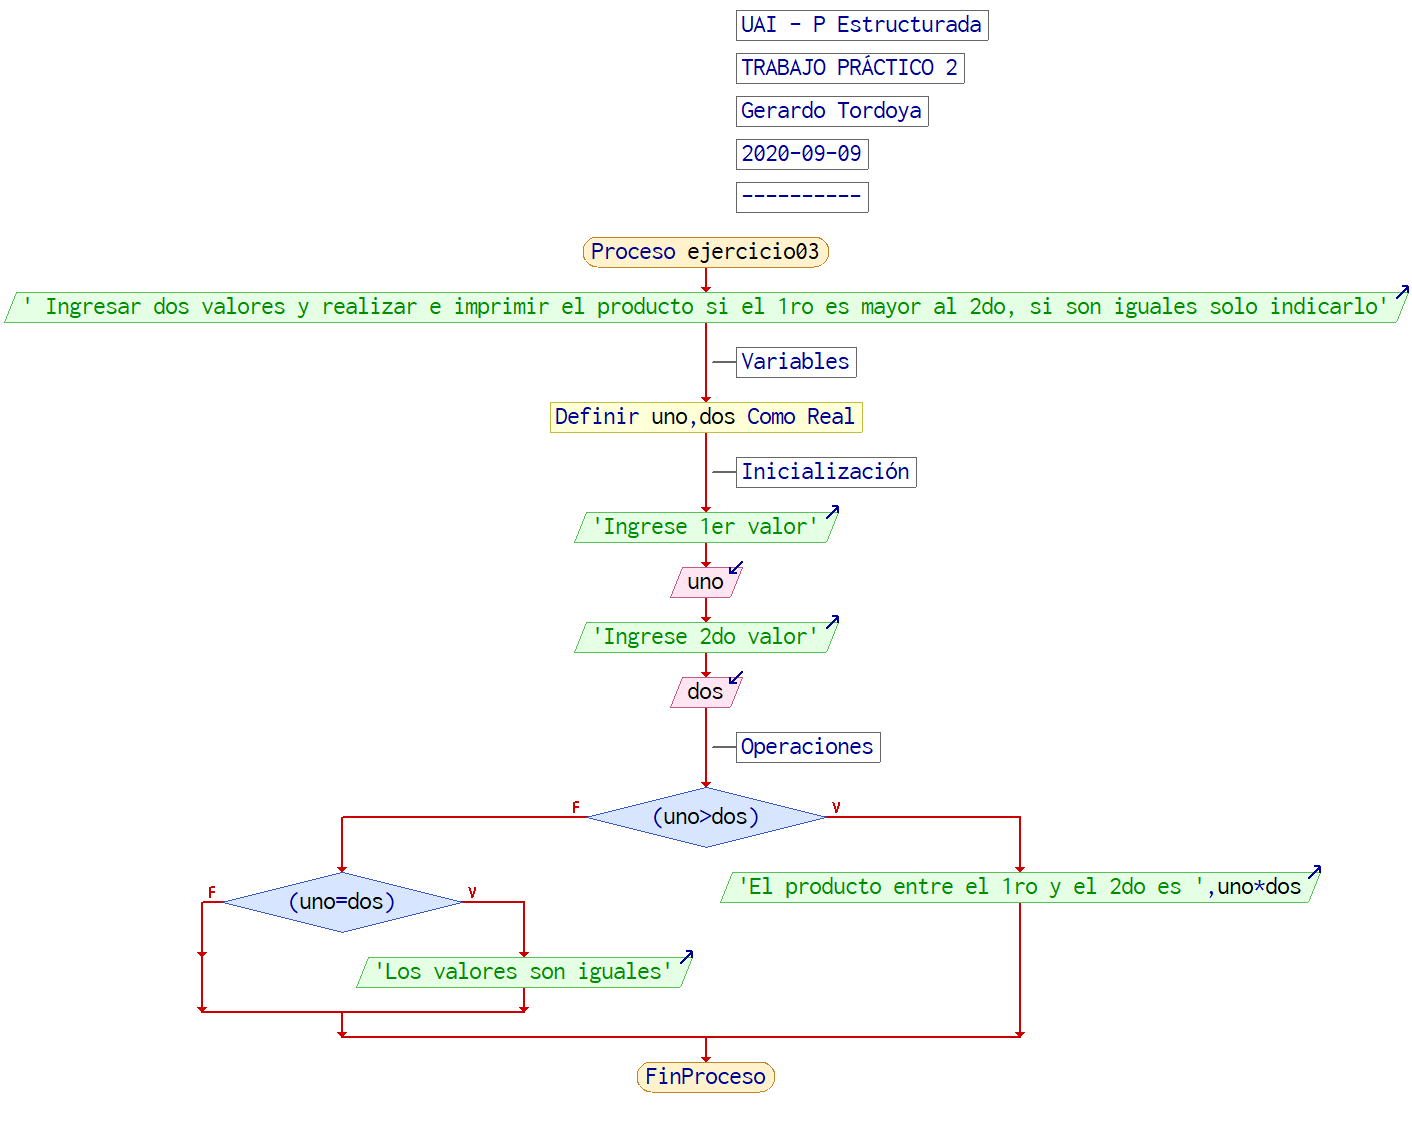 UAI - P Estructurada
TRABAJO PRÁCTICO 2
Gerardo Tordoya
2020-09-09
----------
Proceso ejercicio03
' Ingresar dos valores y realizar e imprimir el producto si el 1ro es mayor al 2do, si son iguales solo indicarlo'
Variables
Definir uno,dos Como Real
Inicialización
'Ingrese 1er valor'
uno
'Ingrese 2do valor'
dos
Operaciones
F
(uno>dos)
V
F
(uno=dos)
V
'El producto entre el 1ro y el 2do es ',uno*dos
'Los valores son iguales'
FinProceso